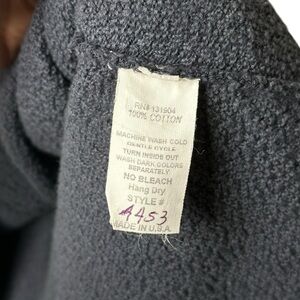 RN# 131904
100% COTTON
MACHINE WASH COLD
GENTLE CYCLE
TURN INSIDE OUT
WASH DARK COLORS
SEPARATELY
NO BLEACH
Hang Dry
STYLE #
4453
MADE IN U.S.A.